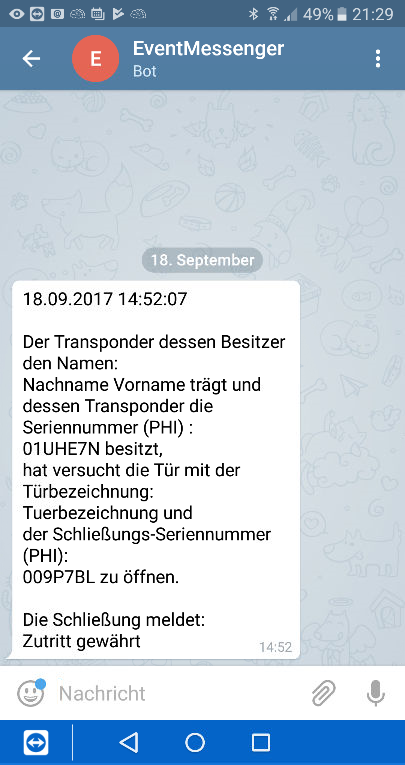 49% 21:29
E
EventMessenger
Bot
18. September
18.09.2017 14:52:07
Der Transponder dessen Besitzer
den Namen:
Nachname Vorname trägt und
dessen Transponder die
Seriennummer (PHI) :
01UHE7N besitzt,
hat versucht die Tür mit der
Türbezeichnung:
Tuerbezeichnung und
der Schließungs-Seriennummer
(PHI):
009P7BL zu öffnen.
Die Schließung meldet:
Zutritt gewährt
14:52
Nachricht